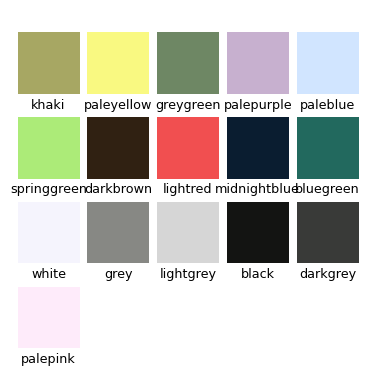 khaki paleyellow greygreen palepurple paleblue
springgreen darkbrown lightred midnightblue bluegreen
white grey lightgrey black darkgrey
palepink